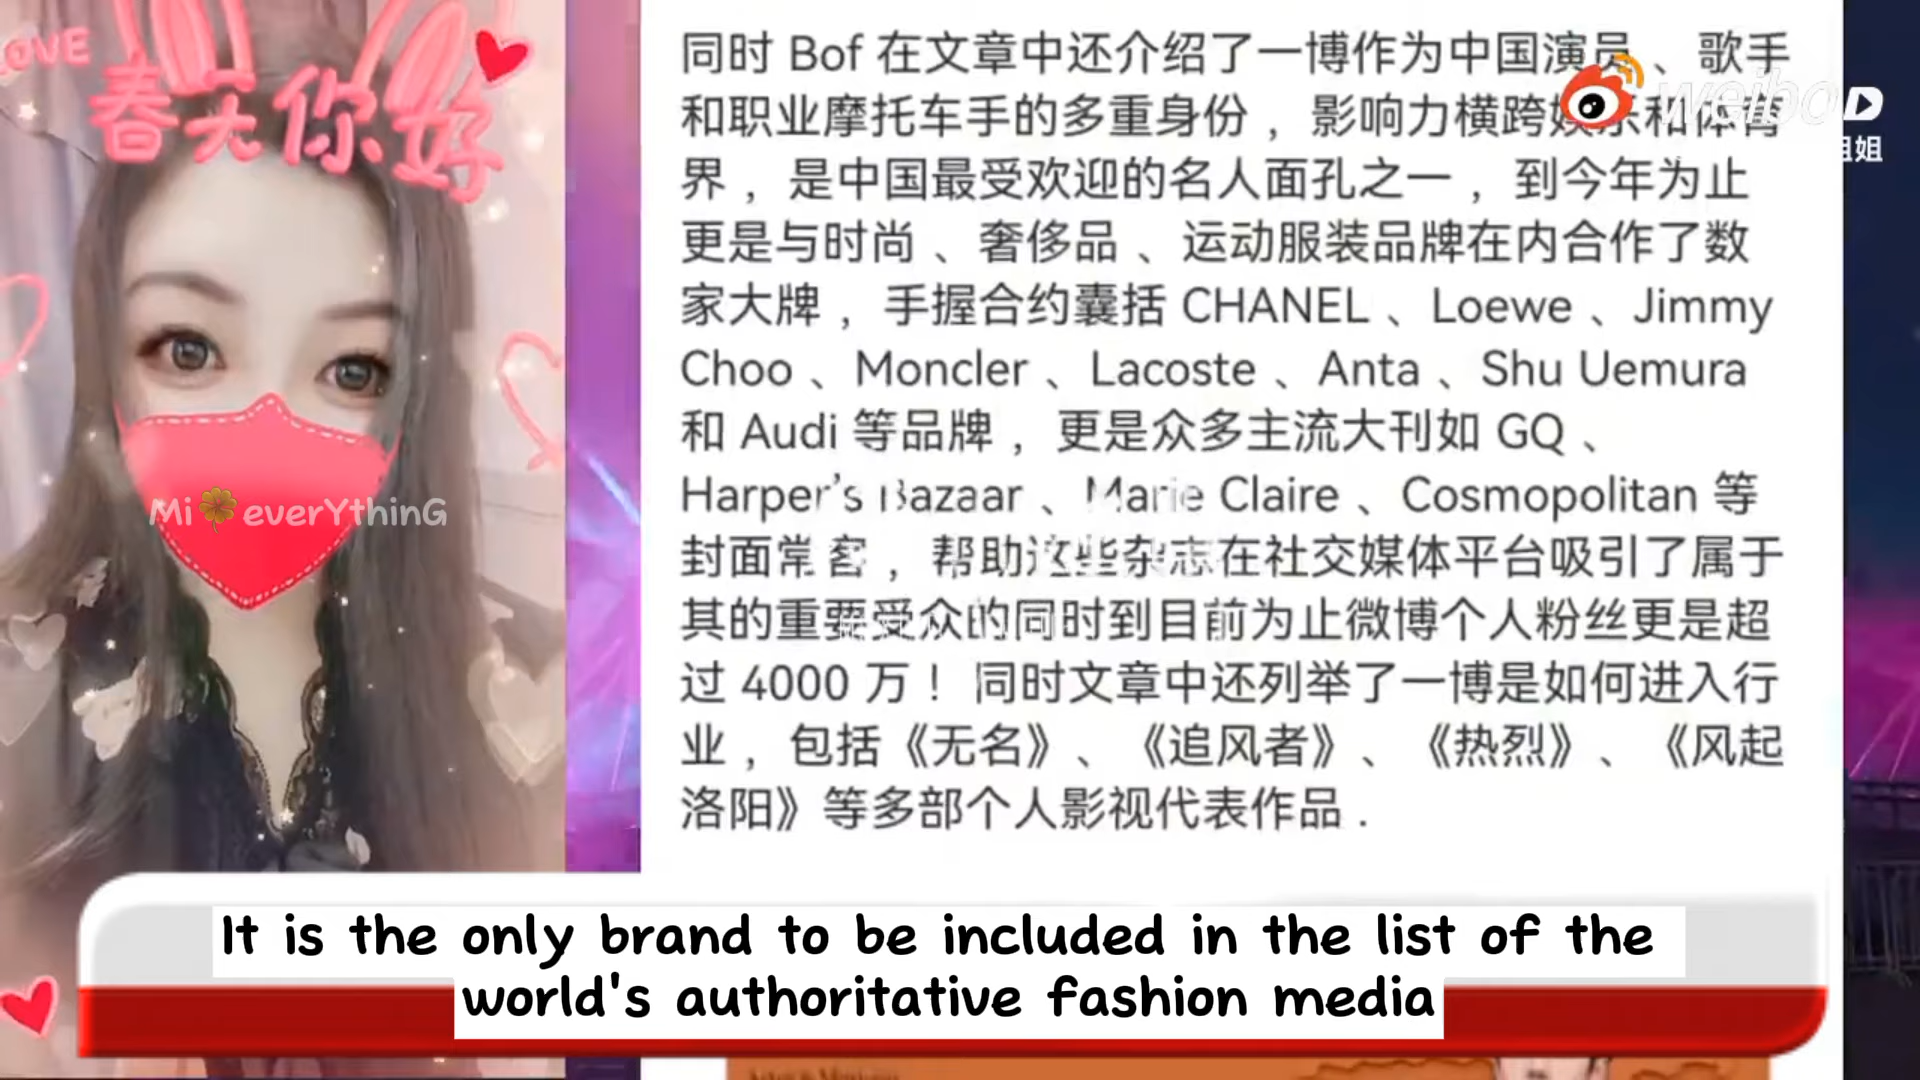 LOVE
春天你好
Mi everYthinG
同时 Bof 在文章中还介绍了一博作为中国演员、歌手
和职业摩托车手的多重身份，影响力横跨娱乐和体育
界，是中国最受欢迎的名人面孔之一，到今年为止
更是与时尚、奢侈品、运动服装品牌在内合作了数
家大牌，手握合约囊括 CHANEL、Loewe、Jimmy
Choo、Moncler、Lacoste、Anta、Shu Uemura
和 Audi 等品牌，更是众多主流大刊如 GQ、
Harper's Bazaar、Marie Claire、Cosmopolitan 等
封面常客，帮助这些杂志在社交媒体平台吸引了属于
其的重要受众的同时到目前为止微博个人粉丝更是超
过 4000 万！同时文章中还列举了一博是如何进入行
业，包括《无名》、《追风者》、《热烈》、《风起
洛阳》等多部个人影视代表作品.
weibo
姐
It is the only brand to be included in the list of the
world's authoritative fashion media